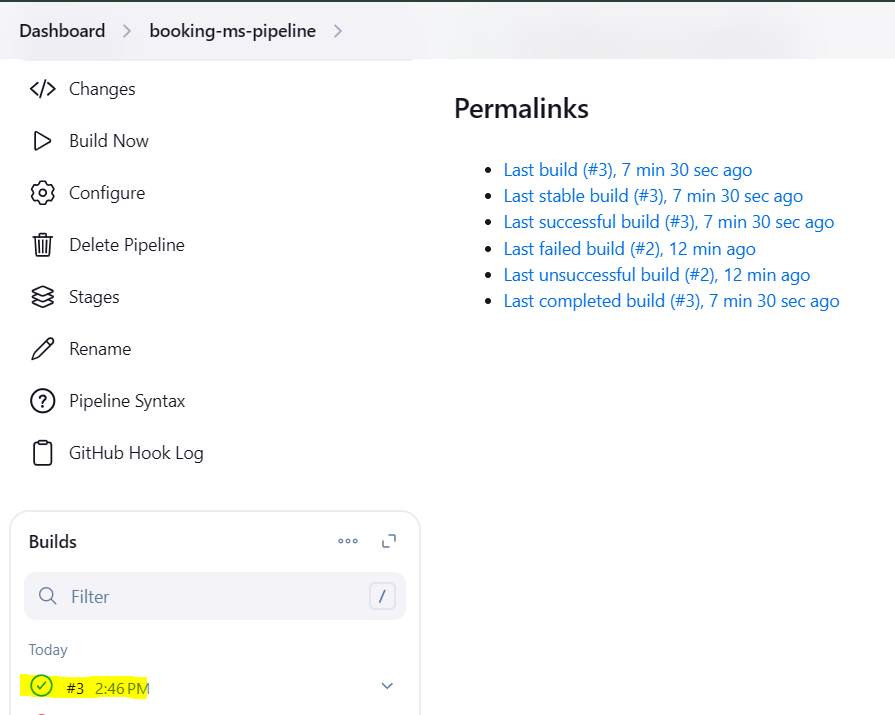 Dashboard > booking-ms-pipeline >
Changes
Build Now
Configure
Delete Pipeline
Stages
Rename
Pipeline Syntax
GitHub Hook Log
Builds
Filter /
Today
#3 2:46 PM
Permalinks
• Last build (#3), 7 min 30 sec ago
• Last stable build (#3), 7 min 30 sec ago
• Last successful build (#3), 7 min 30 sec ago
• Last failed build (#2), 12 min ago
• Last unsuccessful build (#2), 12 min ago
• Last completed build (#3), 7 min 30 sec ago